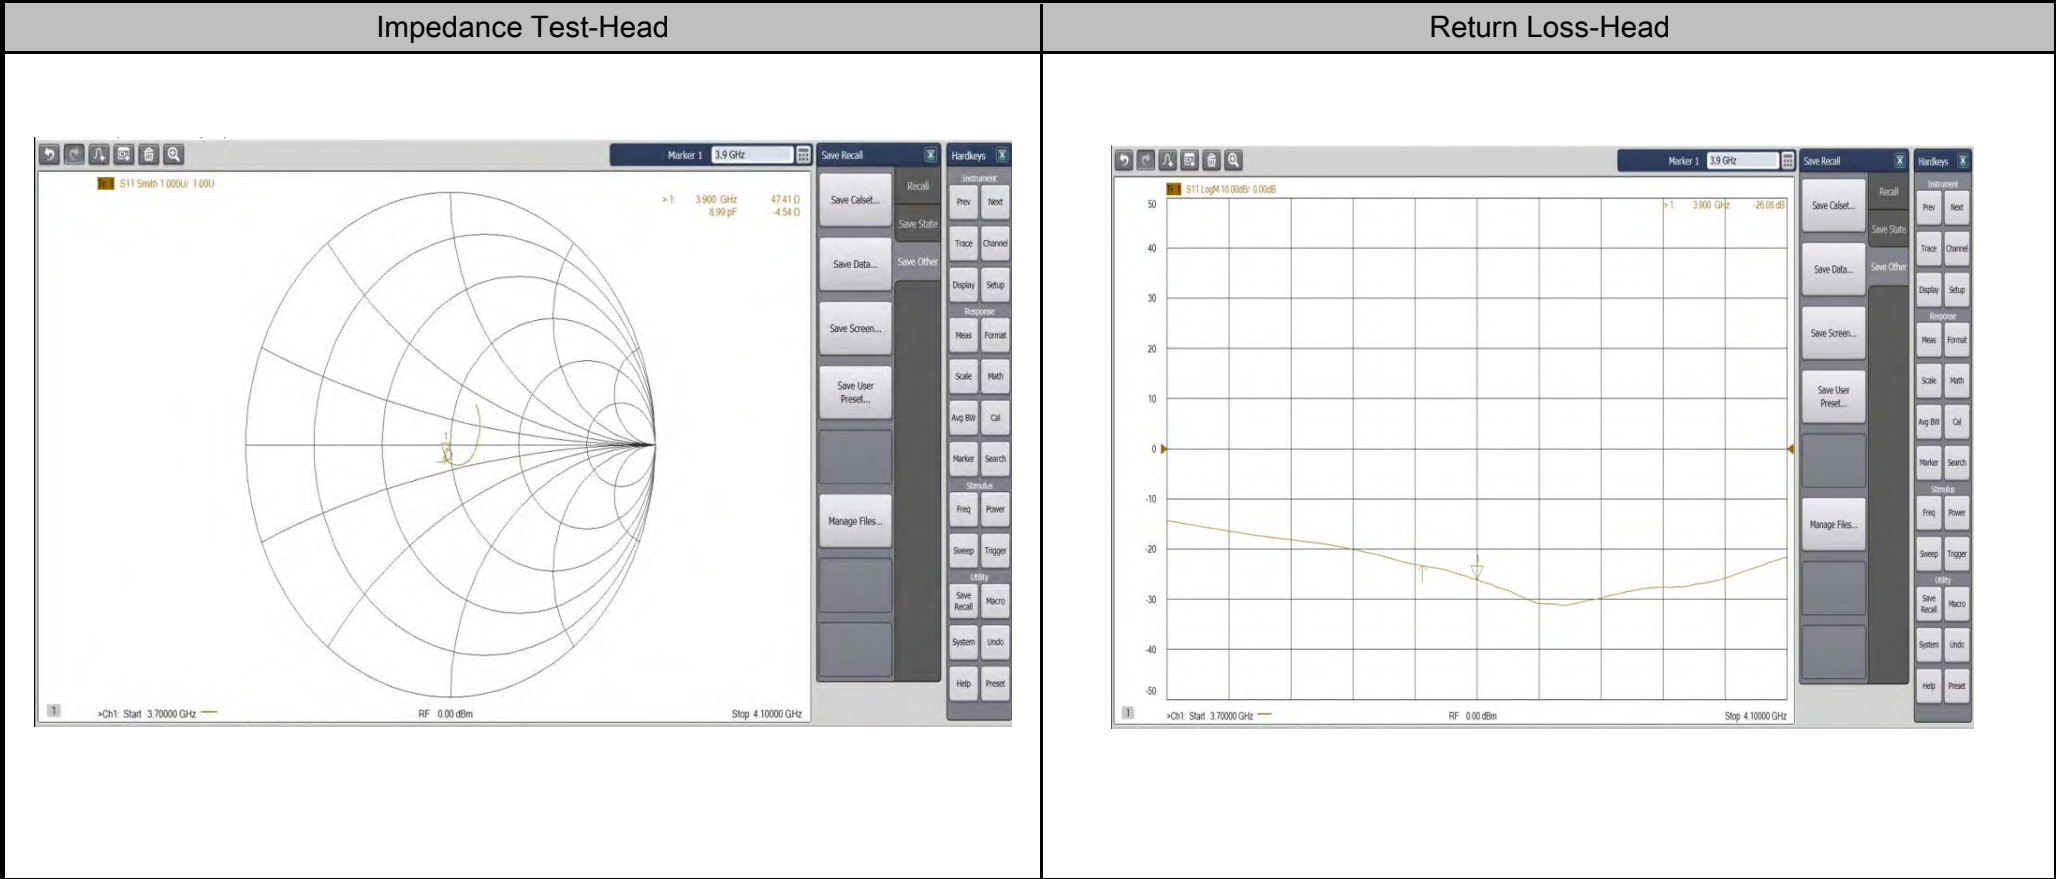 Impedance Test-Head
Return Loss-Head
Marker 1 3.9 GHz
Save Recall
Hardkeys
Tr 1 S11 Smith 1.000U/ 1.00U
>1: 3.900 GHz 47.41 Ω
8.99 pF -4.54 Ω
1
Save Calset...
Save Data...
Save Screen...
Save User
Preset...
Manage Files...
Recall
Save State
Save Other
Instrument
Prev Next
Trace Channel
Display Setup
Response
Meas Format
Scale Math
Avg BW Cal
Marker Search
Stimulus
Freq Power
Sweep Trigger
Utility
Save
Recall Macro
System Undo
Help Preset
1 >Ch1: Start 3.70000 GHz RF 0.00 dBm Stop 4.10000 GHz
Marker 1 3.9 GHz
Save Recall
Hardkeys
Tr 1 S11 LogM 10.00dB/ 0.00dB
>1: 3.900 GHz -26.08 dB
50
40
30
20
10
0
-10
-20
-30
-40
-50
1
Save Calset...
Save Data...
Save Screen...
Save User
Preset...
Manage Files...
Recall
Save State
Save Other
Instrument
Prev Next
Trace Channel
Display Setup
Response
Meas Format
Scale Math
Avg BW Cal
Marker Search
Stimulus
Freq Power
Sweep Trigger
Utility
Save
Recall Macro
System Undo
Help Preset
1 >Ch1: Start 3.70000 GHz RF 0.00 dBm Stop 4.10000 GHz